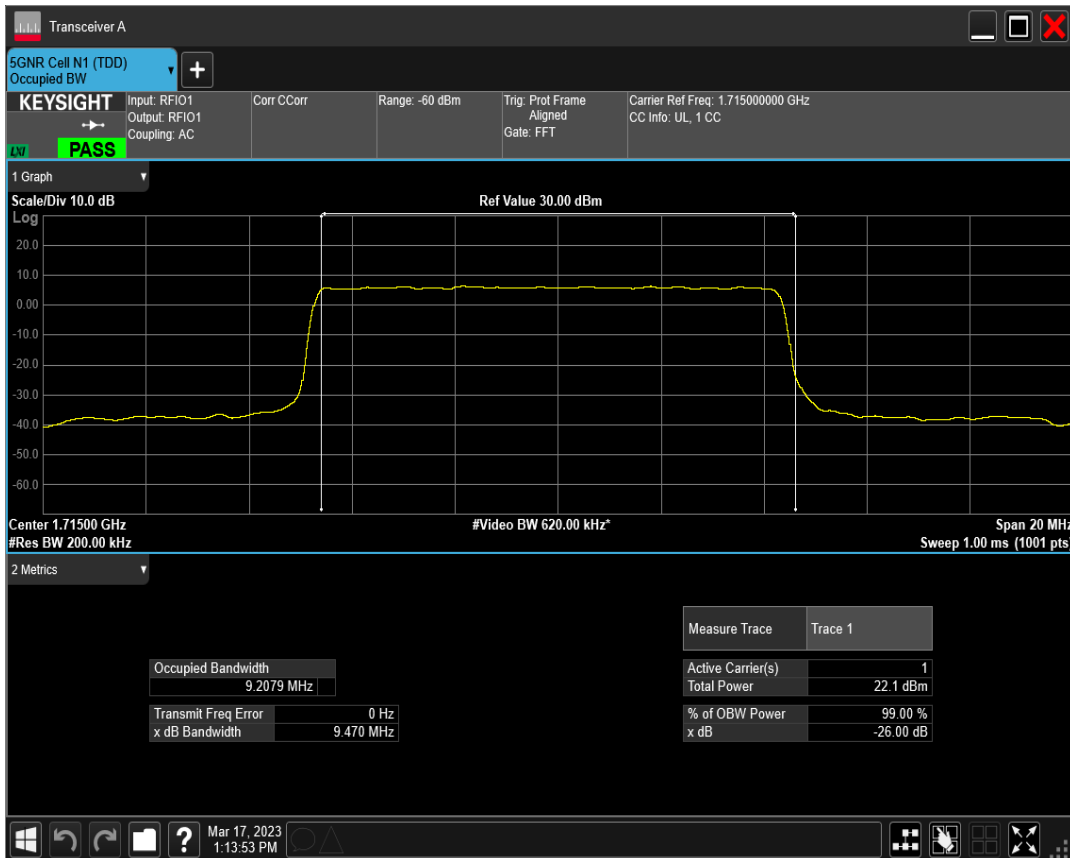 Transceiver A
5GNR Cell N1 (TDD)
Occupied BW
+
KEYSIGHT
LXI
PASS
Input: RFIO1
Output: RFIO1
Coupling: AC
Corr CCorr
Range: -60 dBm
Trig: Prot Frame
Aligned
Gate: FFT
Carrier Ref Freq: 1.715000000 GHz
CC Info: UL, 1 CC
1 Graph
Scale/Div 10.0 dB
Ref Value 30.00 dBm
Log
20.0
10.0
0.00
-10.0
-20.0
-30.0
-40.0
-50.0
-60.0
Center 1.71500 GHz
#Video BW 620.00 kHz*
Span 20 MHz
#Res BW 200.00 kHz
Sweep 1.00 ms (1001 pts)
2 Metrics
Measure Trace Trace 1
Occupied Bandwidth
9.2079 MHz
Transmit Freq Error 0 Hz
x dB Bandwidth 9.470 MHz
Active Carrier(s) 1
Total Power 22.1 dBm
% of OBW Power 99.00 %
x dB -26.00 dB
?
Mar 17, 2023
1:13:53 PM